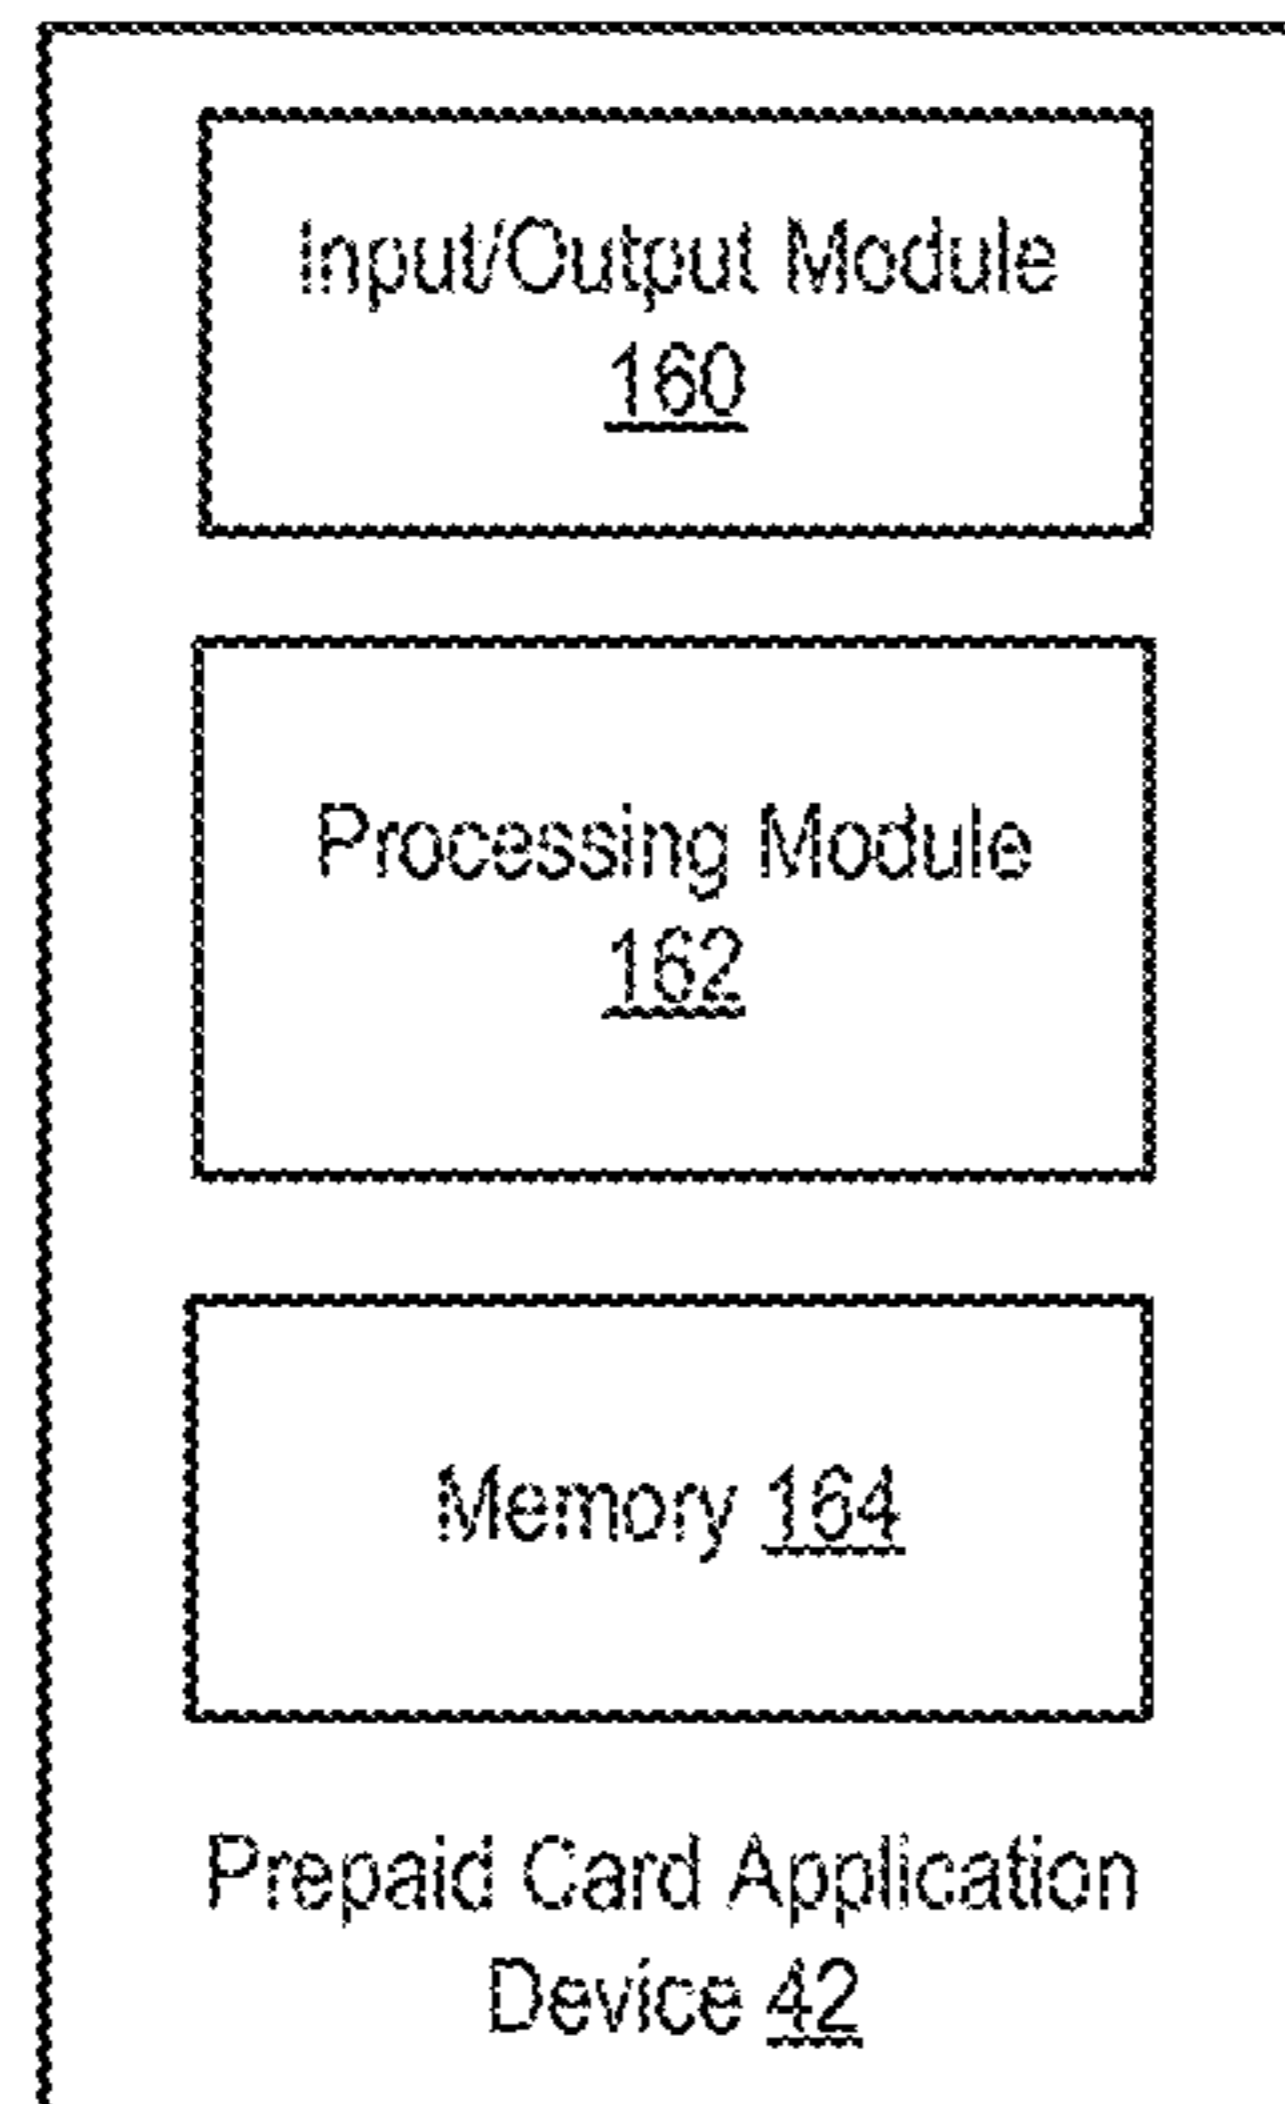 Input/Output Module
160
Processing Module
162
Memory 164
Prepaid Card Application
Device 42